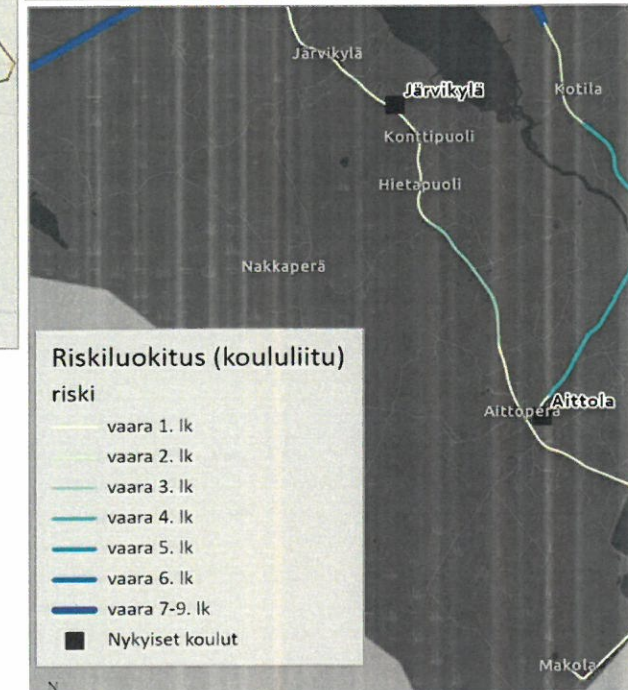 Järvikylä
Järvikylä
Kotila
Konttipuoli
Hietapuoli
Nakkaperä
Riskiluokitus (koululiitu)
riski
vaara 1. lk
vaara 2. lk
vaara 3. lk
vaara 4. lk
vaara 5. lk
vaara 6. lk
vaara 7-9. lk
Nykyiset koulut
Aittoperä
Aittola
Makola
N